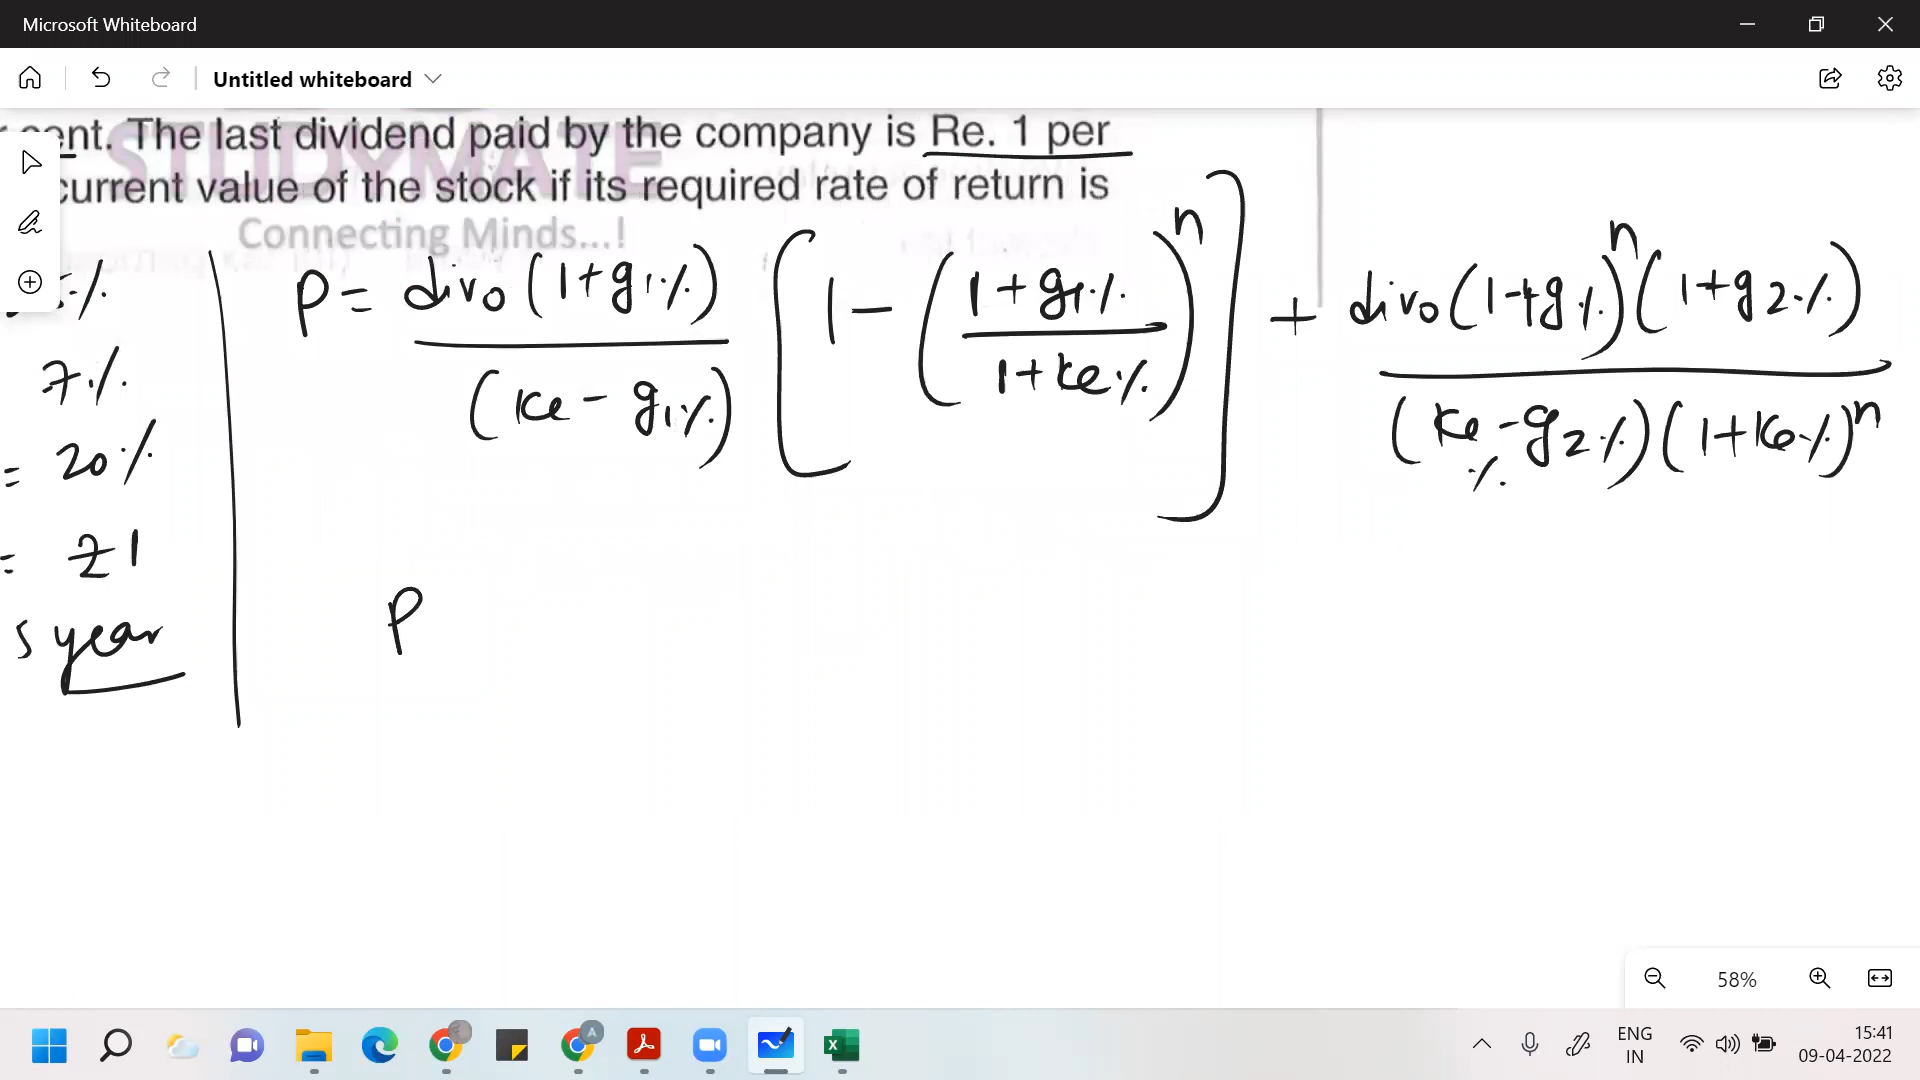 Microsoft Whiteboard
Untitled whiteboard
cent. The last dividend paid by the company is Re. 1 per
current value of the stock if its required rate of return is
STUDYMATE
Connecting Minds...!
7%
= 20%
= ₹1
5 year
P = div₀(1+g₁%) / (ke - g₁%) [1 - ((1+g₁%) / (1+ke%))ⁿ] + div₀(1+g%)ⁿ(1+g₂%) / (ke% - g₂%)(1+ke%)ⁿ
P
58%
ENG
IN
15:41
09-04-2022